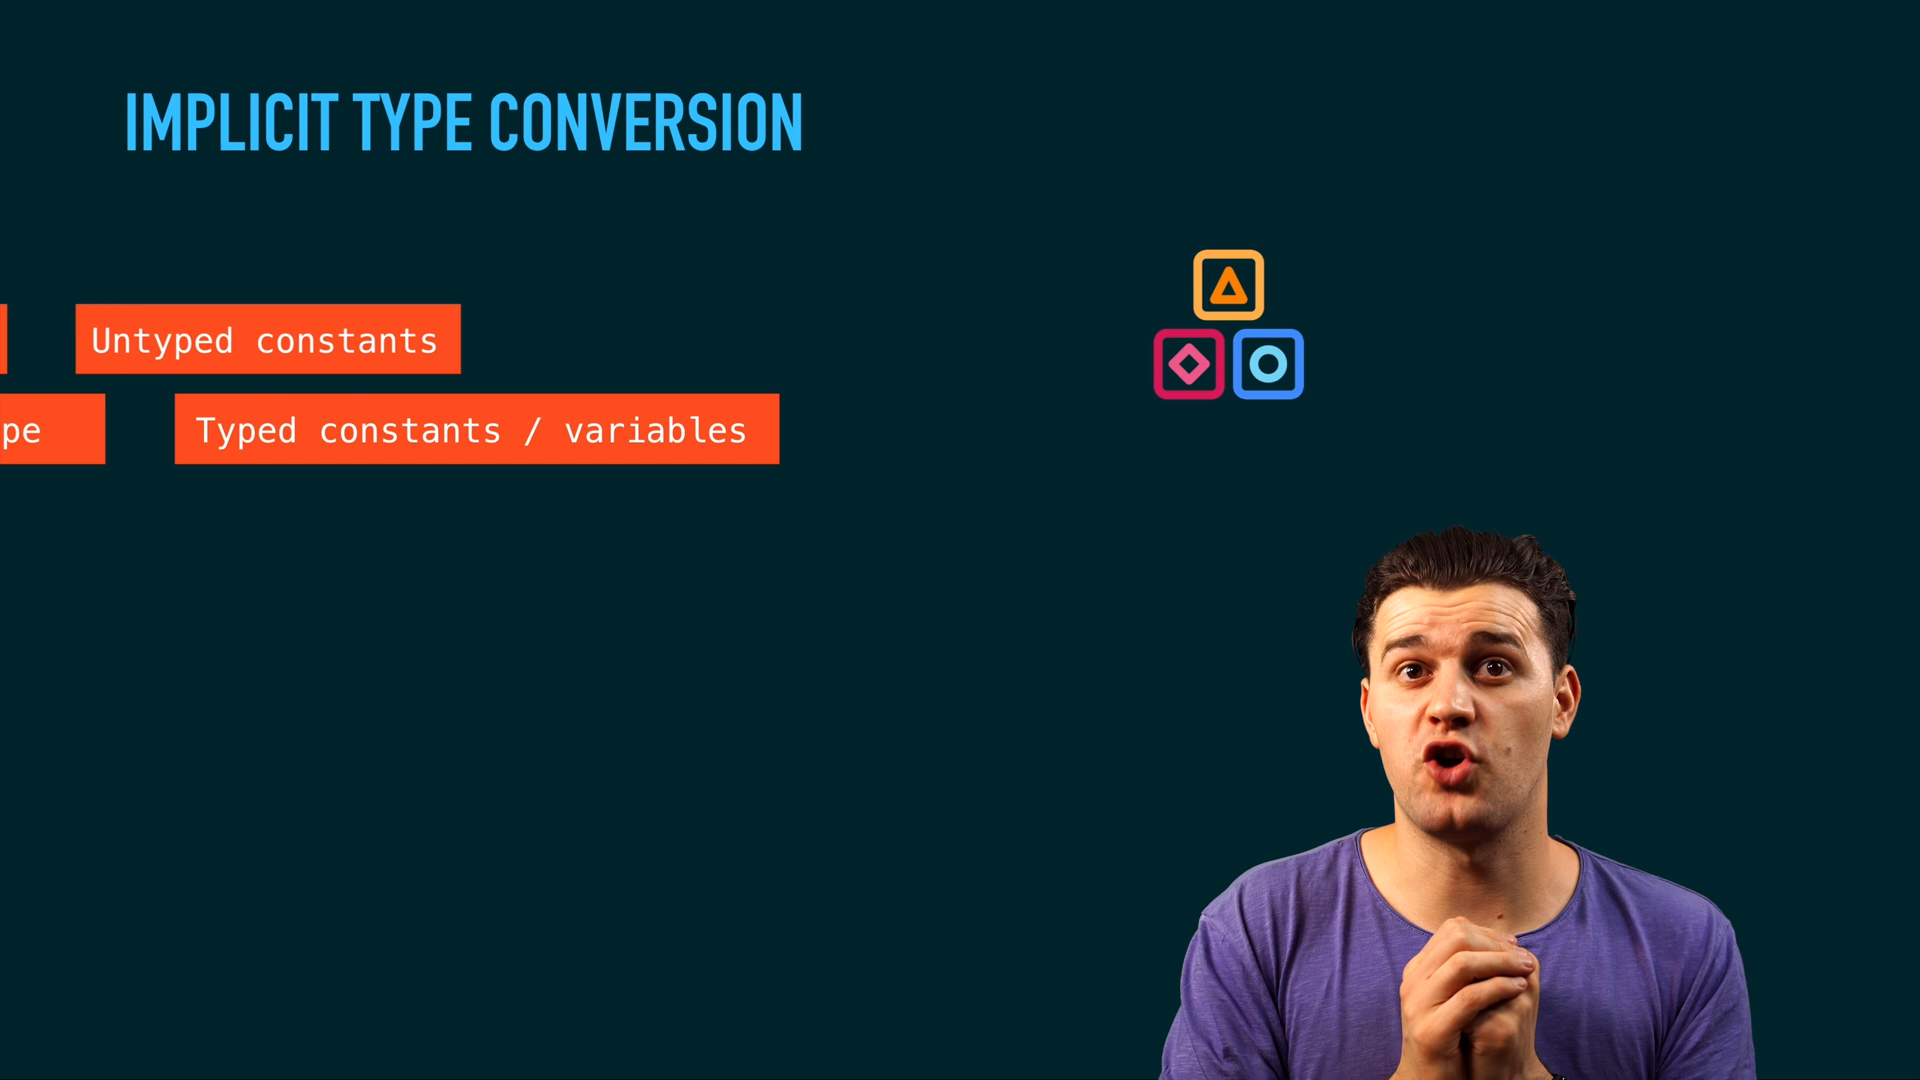 IMPLICIT TYPE CONVERSION
Untyped constants
pe
Typed constants / variables